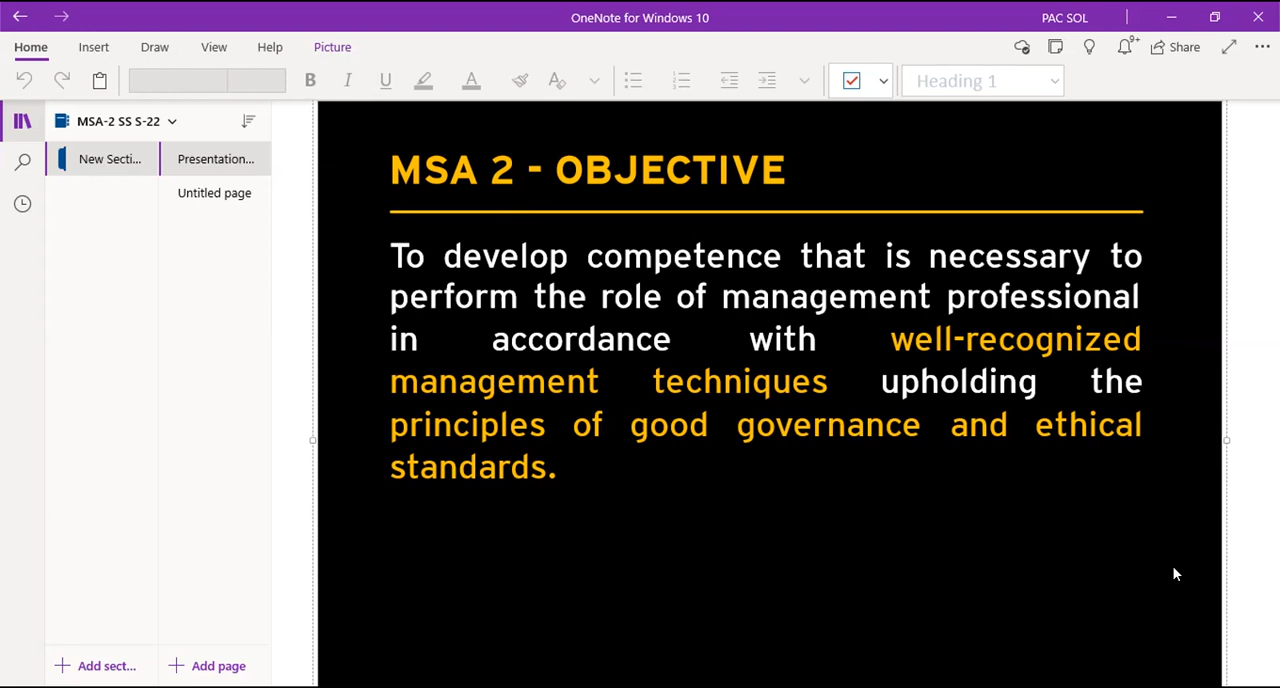 OneNote for Windows 10
PAC SOL
Home Insert Draw View Help Picture
9+
Share
B I U A A
Heading 1
MSA-2 SS S-22
New Secti...
Presentation...
Untitled page
MSA 2 - OBJECTIVE
To develop competence that is necessary to
perform the role of management professional
in accordance with well-recognized
management techniques upholding the
principles of good governance and ethical
standards.
Add sect...
Add page